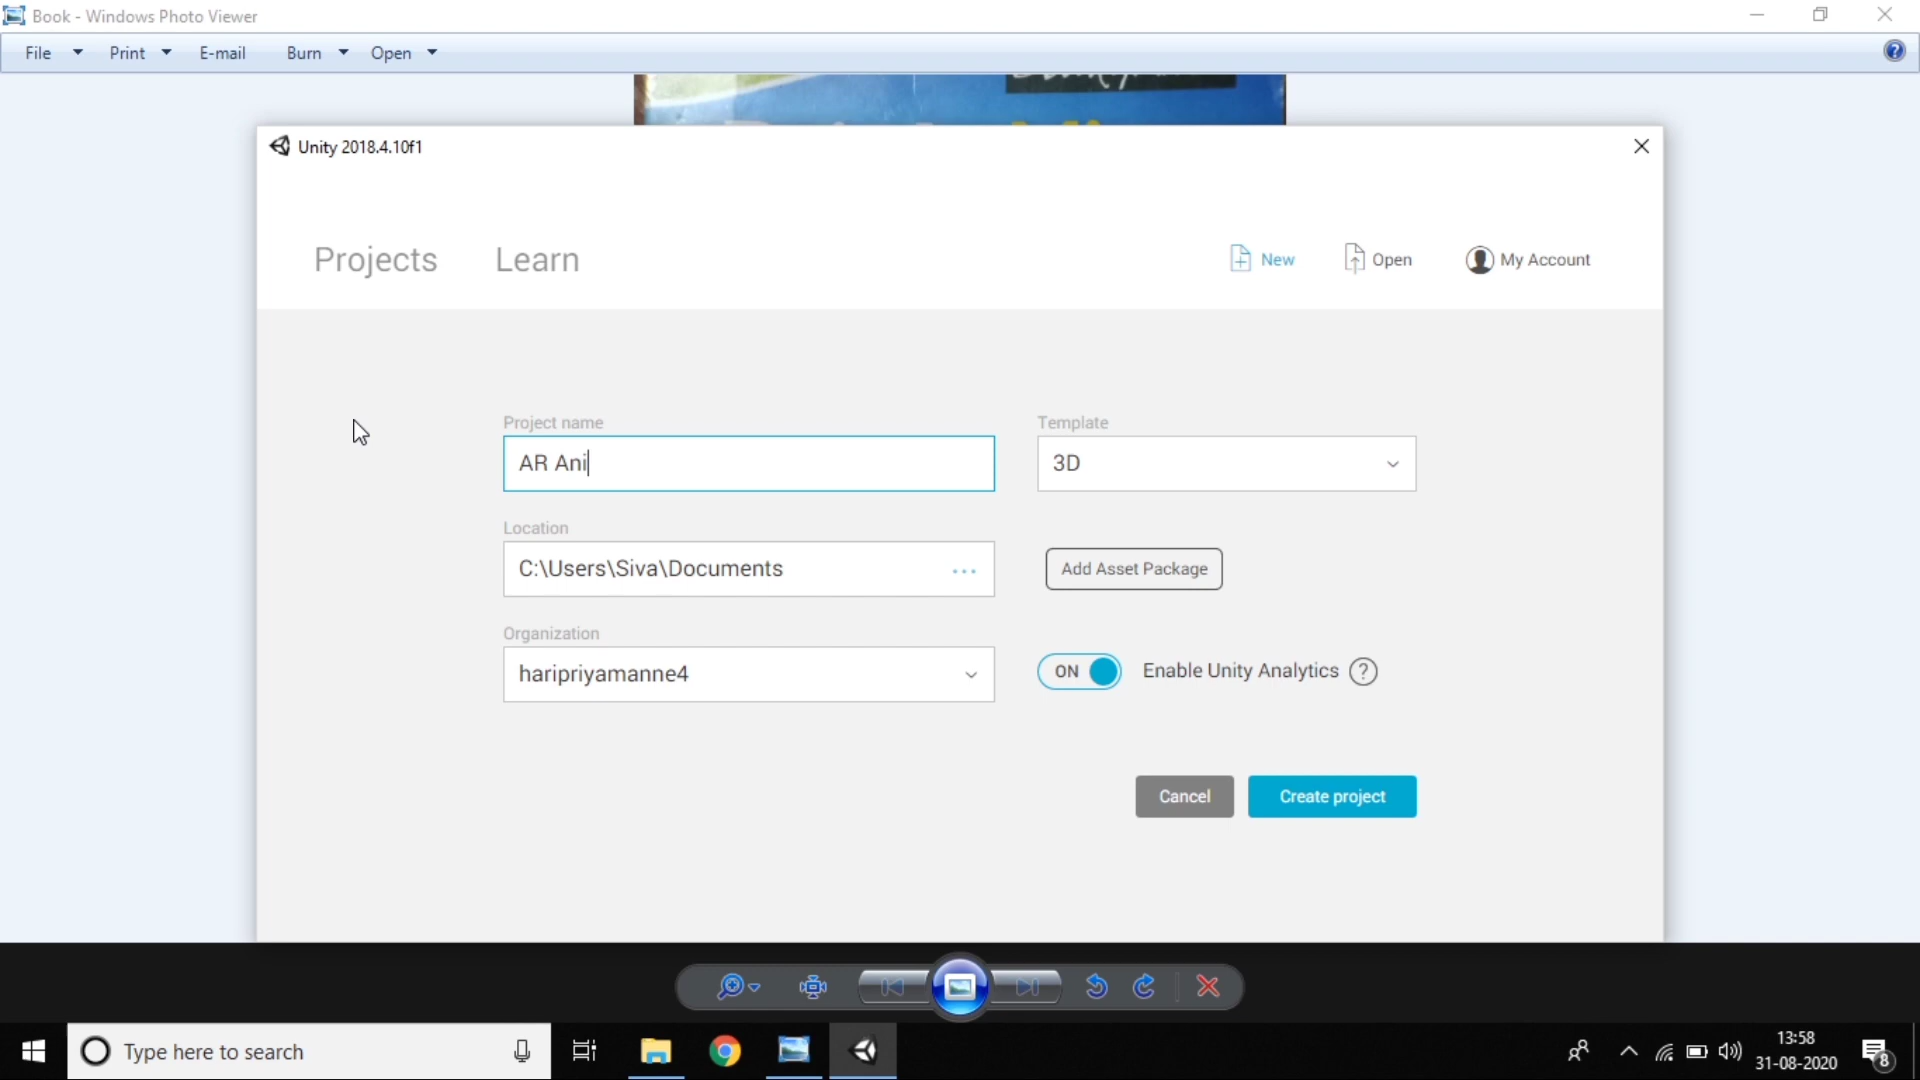 Book - Windows Photo Viewer
File Print E-mail Burn Open
Unity 2018.4.10f1
Projects Learn New Open My Account
Project name Template
AR Ani 3D
Location
C:\Users\Siva\Documents ... Add Asset Package
Organization
haripriyamanne4 ON Enable Unity Analytics ?
Cancel Create project
Type here to search
13:58
31-08-2020
8